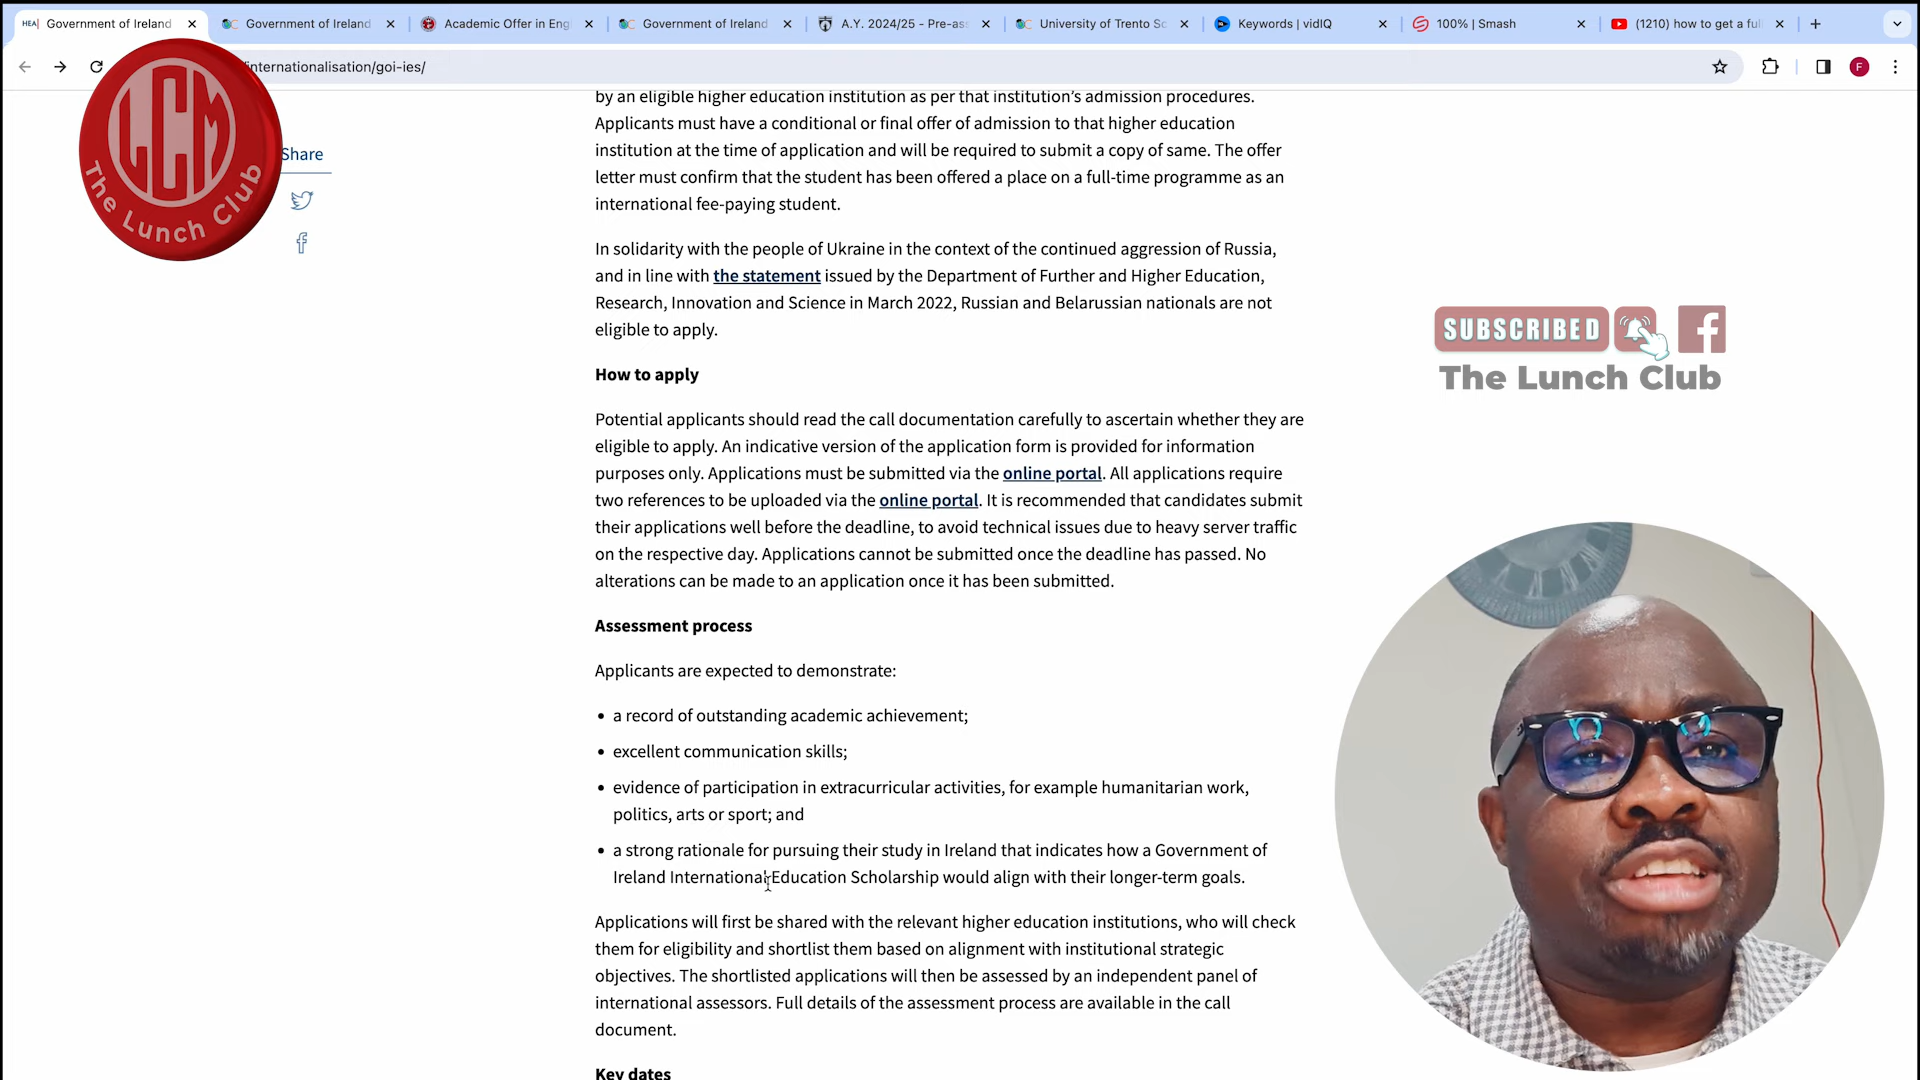 HEA| Government of Ireland
Government of Ireland
Academic Offer in Eng
Government of Ireland
A.Y. 2024/25 - Pre-ass
University of Trento Sc
Keywords | vidIQ
100% | Smash
(1210) how to get a ful
internationalisation/goi-ies/
F
LCM
The Lunch Club
Share
by an eligible higher education institution as per that institution’s admission procedures.
Applicants must have a conditional or final offer of admission to that higher education
institution at the time of application and will be required to submit a copy of same. The offer
letter must confirm that the student has been offered a place on a full-time programme as an
international fee-paying student.
In solidarity with the people of Ukraine in the context of the continued aggression of Russia,
and in line with the statement issued by the Department of Further and Higher Education,
Research, Innovation and Science in March 2022, Russian and Belarussian nationals are not
eligible to apply.
SUBSCRIBED
The Lunch Club
How to apply
Potential applicants should read the call documentation carefully to ascertain whether they are
eligible to apply. An indicative version of the application form is provided for information
purposes only. Applications must be submitted via the online portal. All applications require
two references to be uploaded via the online portal. It is recommended that candidates submit
their applications well before the deadline, to avoid technical issues due to heavy server traffic
on the respective day. Applications cannot be submitted once the deadline has passed. No
alterations can be made to an application once it has been submitted.
Assessment process
Applicants are expected to demonstrate:
• a record of outstanding academic achievement;
• excellent communication skills;
• evidence of participation in extracurricular activities, for example humanitarian work,
politics, arts or sport; and
• a strong rationale for pursuing their study in Ireland that indicates how a Government of
Ireland International Education Scholarship would align with their longer-term goals.
Applications will first be shared with the relevant higher education institutions, who will check
them for eligibility and shortlist them based on alignment with institutional strategic
objectives. The shortlisted applications will then be assessed by an independent panel of
international assessors. Full details of the assessment process are available in the call
document.
Key dates